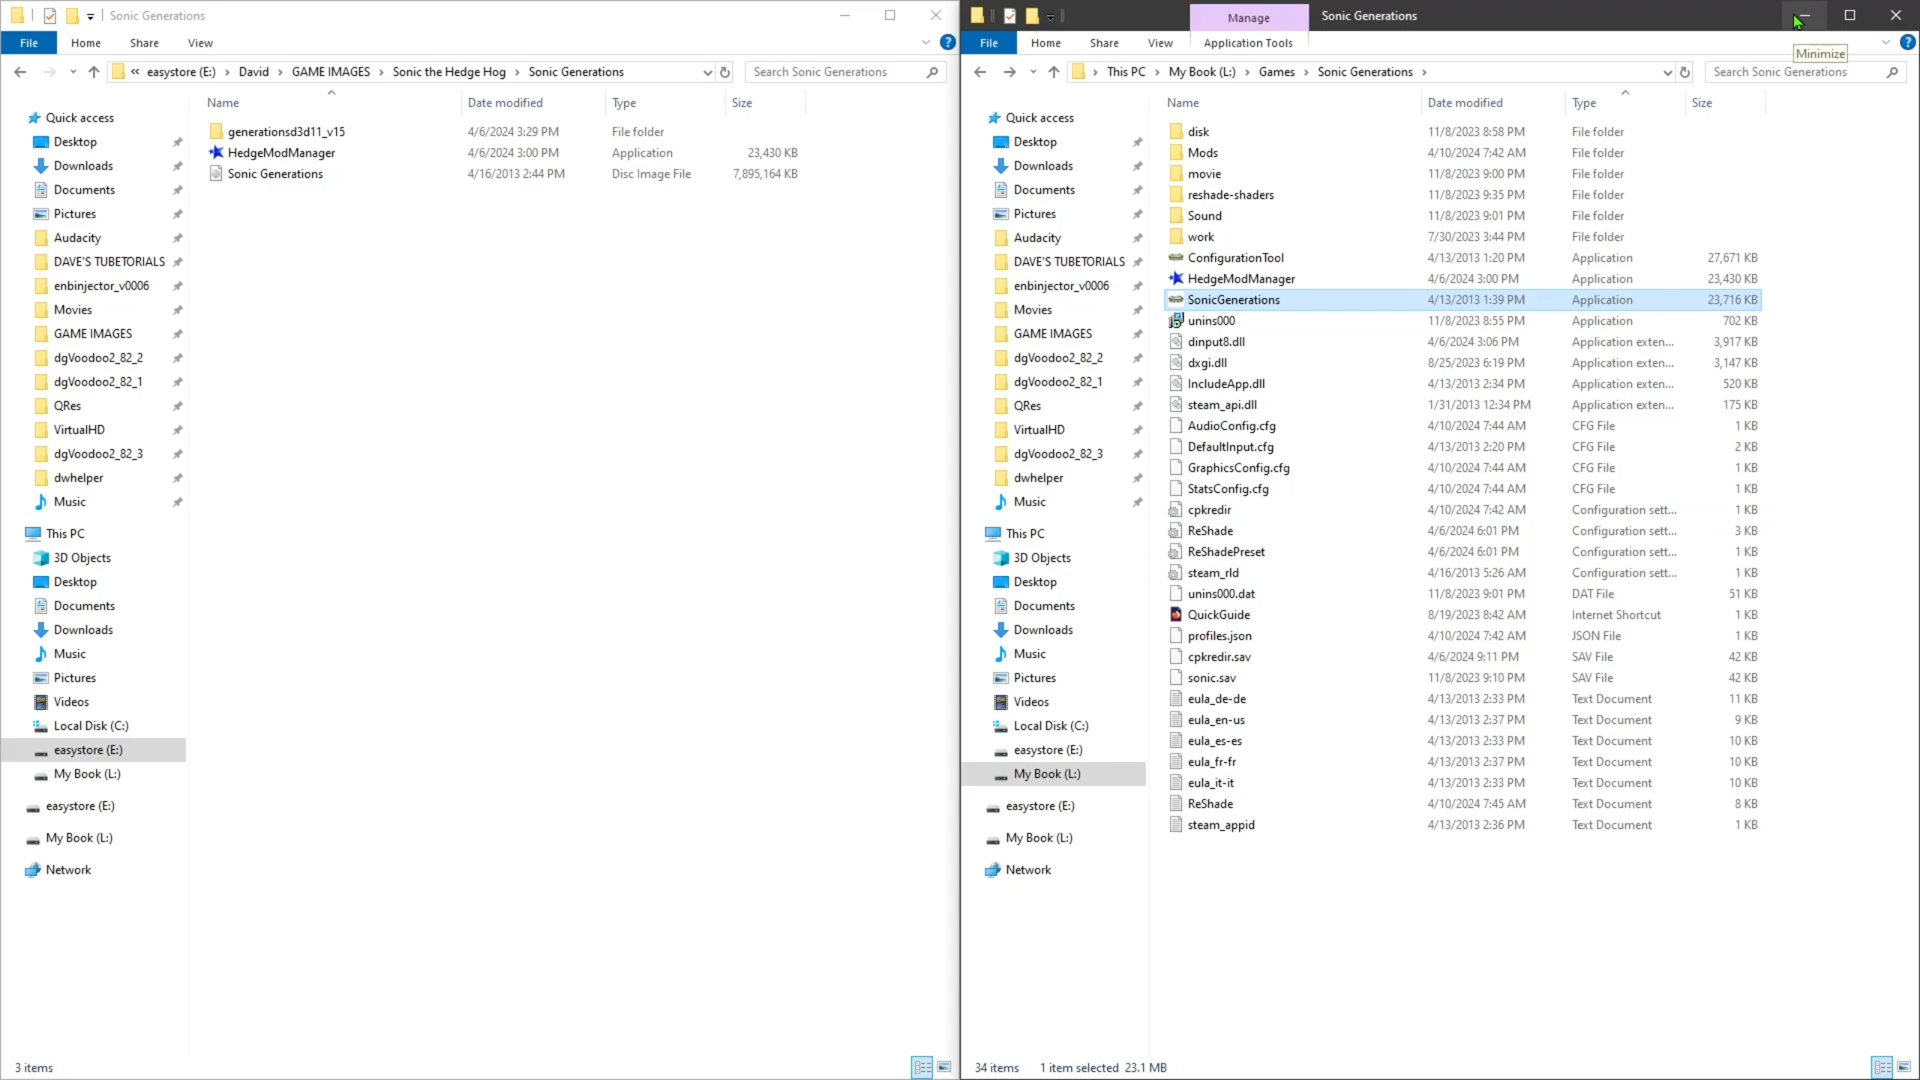 Sonic Generations
File Home Share View
« easystore (E:) › David › GAME IMAGES › Sonic the Hedge Hog › Sonic Generations
Search Sonic Generations
Quick access
Desktop
Downloads
Documents
Pictures
Audacity
DAVE'S TUBETORIALS
enbinjector_v0006
Movies
GAME IMAGES
dgVoodoo2_82_2
dgVoodoo2_82_1
QRes
VirtualHD
dgVoodoo2_82_3
dwhelper
Music
This PC
3D Objects
Desktop
Documents
Downloads
Music
Pictures
Videos
Local Disk (C:)
easystore (E:)
My Book (L:)
easystore (E:)
My Book (L:)
Network
Name Date modified Type Size
generationsd3d11_v15 4/6/2024 3:29 PM File folder
HedgeModManager 4/6/2024 3:00 PM Application 23,430 KB
Sonic Generations 4/16/2013 2:44 PM Disc Image File 7,895,164 KB
3 items
Manage Sonic Generations
Minimize
File Home Share View Application Tools
› This PC › My Book (L:) › Games › Sonic Generations ›
Search Sonic Generations
Quick access
Desktop
Downloads
Documents
Pictures
Audacity
DAVE'S TUBETORIALS
enbinjector_v0006
Movies
GAME IMAGES
dgVoodoo2_82_2
dgVoodoo2_82_1
QRes
VirtualHD
dgVoodoo2_82_3
dwhelper
Music
This PC
3D Objects
Desktop
Documents
Downloads
Music
Pictures
Videos
Local Disk (C:)
easystore (E:)
My Book (L:)
easystore (E:)
My Book (L:)
Network
Name Date modified Type Size
disk 11/8/2023 8:58 PM File folder
Mods 4/10/2024 7:42 AM File folder
movie 11/8/2023 9:00 PM File folder
reshade-shaders 11/8/2023 9:35 PM File folder
Sound 11/8/2023 9:01 PM File folder
work 7/30/2023 3:44 PM File folder
ConfigurationTool 4/13/2013 1:20 PM Application 27,671 KB
HedgeModManager 4/6/2024 3:00 PM Application 23,430 KB
SonicGenerations 4/13/2013 1:39 PM Application 23,716 KB
unins000 11/8/2023 8:55 PM Application 702 KB
dinput8.dll 4/6/2024 3:06 PM Application exten... 3,917 KB
dxgi.dll 8/25/2023 6:19 PM Application exten... 3,147 KB
IncludeApp.dll 4/13/2013 2:34 PM Application exten... 520 KB
steam_api.dll 1/31/2013 12:34 PM Application exten... 175 KB
AudioConfig.cfg 4/10/2024 7:44 AM CFG File 1 KB
DefaultInput.cfg 4/13/2013 2:20 PM CFG File 2 KB
GraphicsConfig.cfg 4/10/2024 7:44 AM CFG File 1 KB
StatsConfig.cfg 4/10/2024 7:44 AM CFG File 1 KB
cpkredir 4/10/2024 7:42 AM Configuration sett... 1 KB
ReShade 4/6/2024 6:01 PM Configuration sett... 3 KB
ReShadePreset 4/6/2024 6:01 PM Configuration sett... 1 KB
steam_rld 4/16/2013 5:26 AM Configuration sett... 1 KB
unins000.dat 11/8/2023 9:01 PM DAT File 51 KB
QuickGuide 8/19/2023 8:42 AM Internet Shortcut 1 KB
profiles.json 4/10/2024 7:42 AM JSON File 1 KB
cpkredir.sav 4/6/2024 9:11 PM SAV File 42 KB
sonic.sav 11/8/2023 9:10 PM SAV File 42 KB
eula_de-de 4/13/2013 2:33 PM Text Document 11 KB
eula_en-us 4/13/2013 2:37 PM Text Document 9 KB
eula_es-es 4/13/2013 2:33 PM Text Document 10 KB
eula_fr-fr 4/13/2013 2:37 PM Text Document 10 KB
eula_it-it 4/13/2013 2:33 PM Text Document 10 KB
ReShade 4/10/2024 7:45 AM Text Document 8 KB
steam_appid 4/13/2013 2:36 PM Text Document 1 KB
34 items 1 item selected 23.1 MB